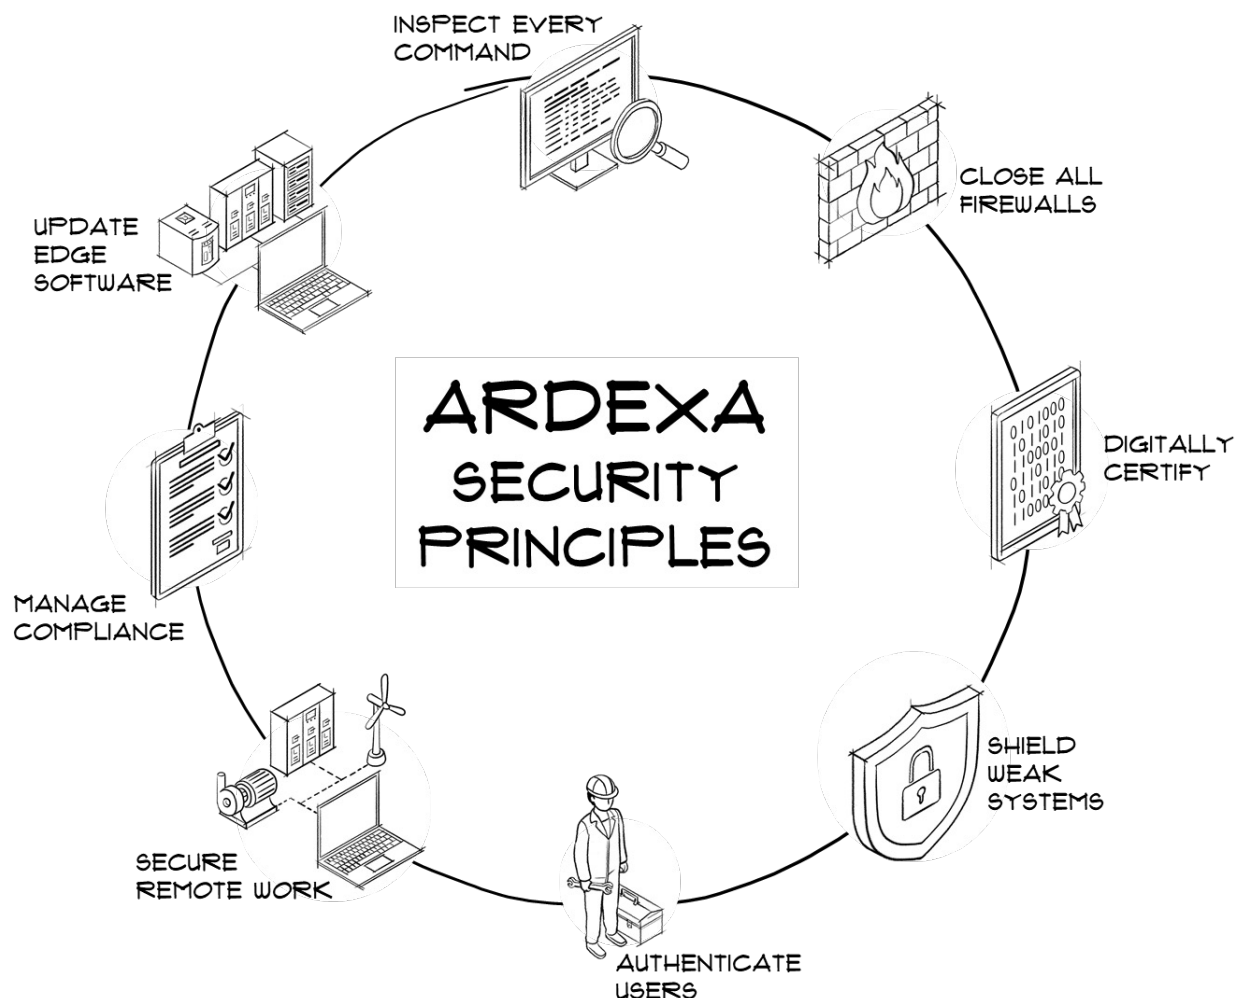 INSPECT EVERY
COMMAND
CLOSE ALL
FIREWALLS
DIGITALLY
CERTIFY
SHIELD
WEAK
SYSTEMS
AUTHENTICATE
USERS
SECURE
REMOTE WORK
MANAGE
COMPLIANCE
UPDATE
EDGE
SOFTWARE
ARDEXA
SECURITY
PRINCIPLES